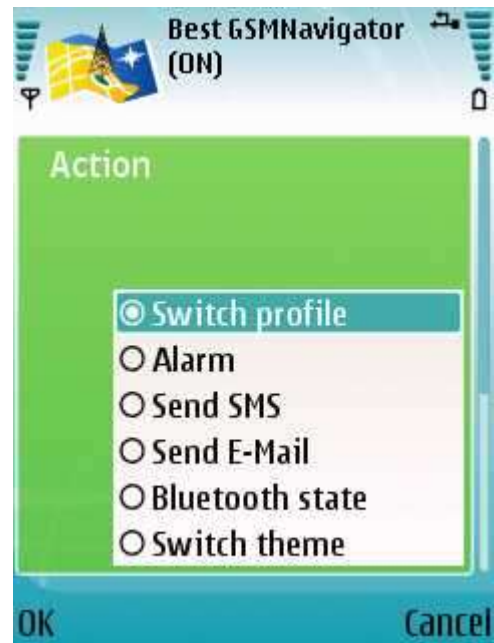 Best GSMNavigator
(ON)
Action
Switch profile
Alarm
Send SMS
Send E-Mail
Bluetooth state
Switch theme
OK
Cancel